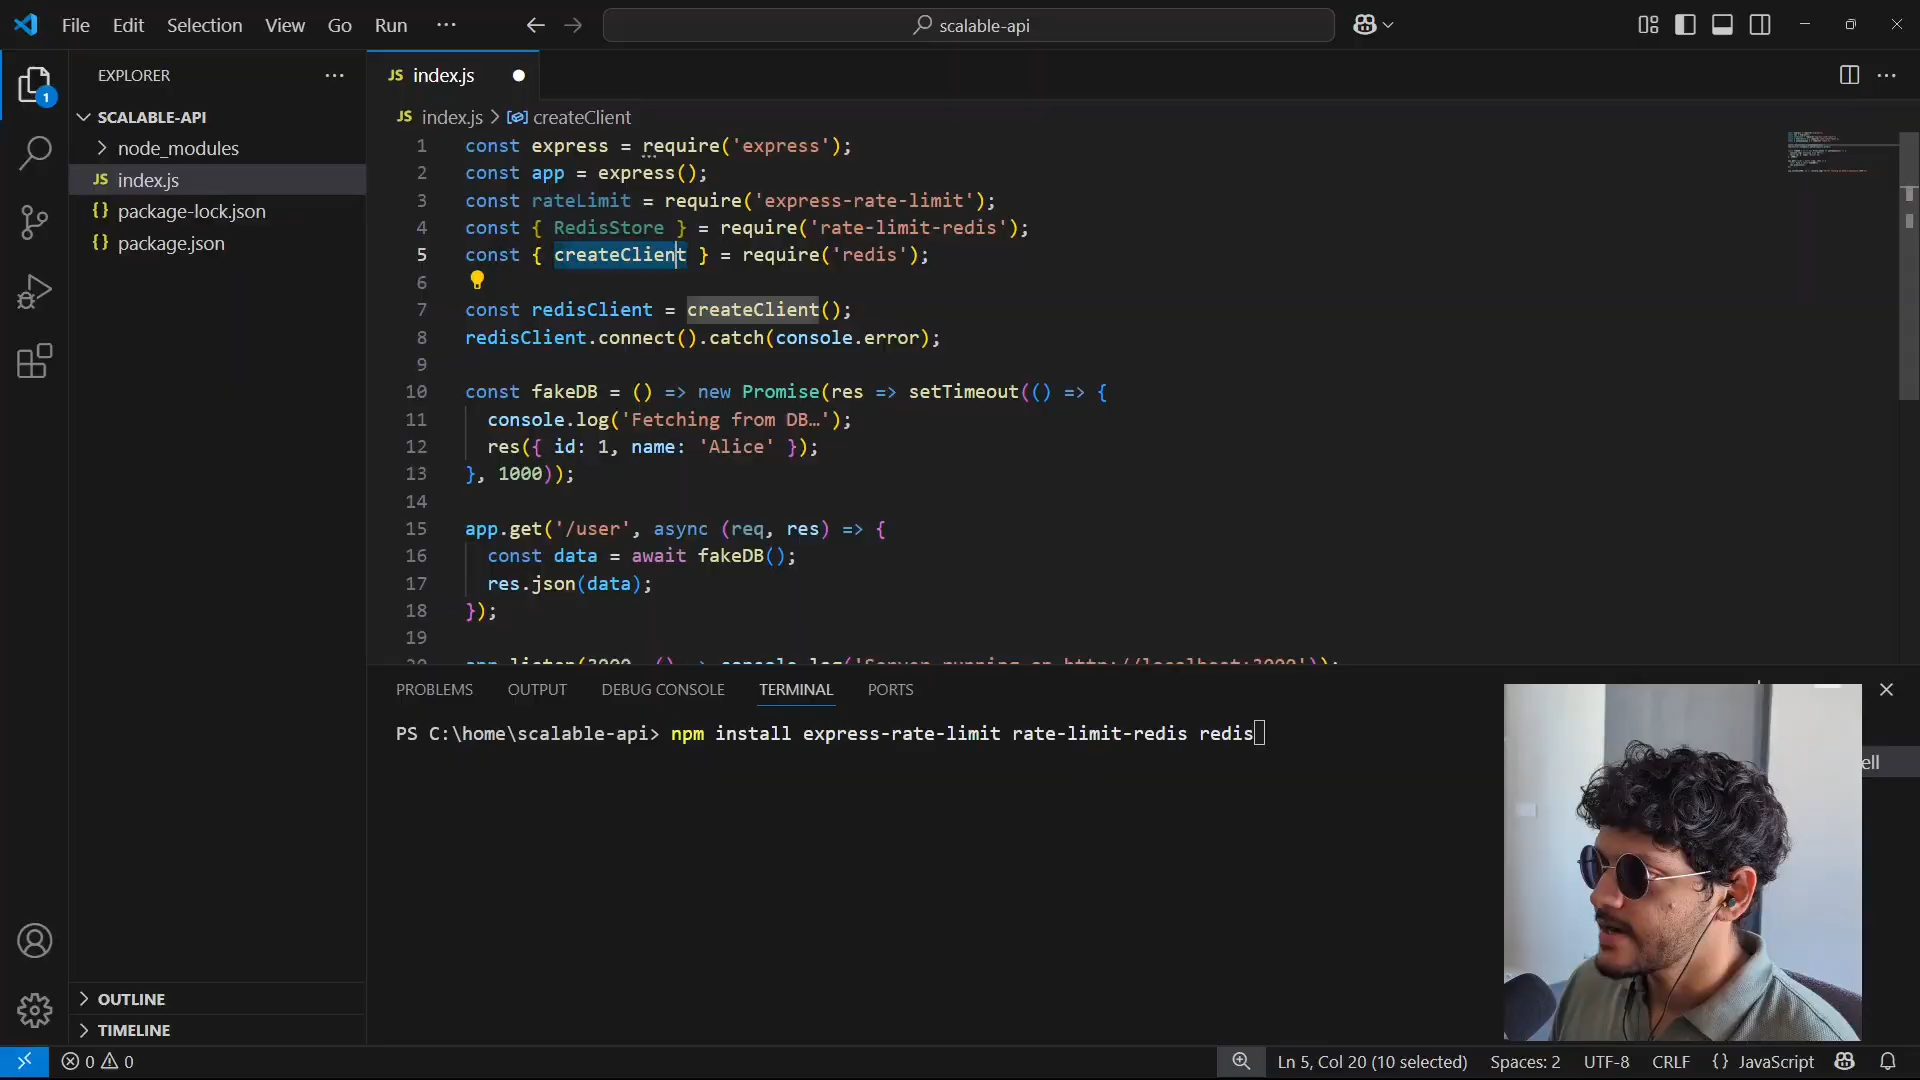 File Edit Selection View Go Run ··· scalable-api
EXPLORER
SCALABLE-API
node_modules
JS index.js
{} package-lock.json
{} package.json
OUTLINE
TIMELINE
1
JS index.js
JS index.js > createClient
1 const express = require('express');
2 const app = express();
3 const rateLimit = require('express-rate-limit');
4 const { RedisStore } = require('rate-limit-redis');
5 const { createClient } = require('redis');
6
7 const redisClient = createClient();
8 redisClient.connect().catch(console.error);
9
10 const fakeDB = () => new Promise(res => setTimeout(() => {
11 console.log('Fetching from DB…');
12 res({ id: 1, name: 'Alice' });
13 }, 1000));
14
15 app.get('/user', async (req, res) => {
16 const data = await fakeDB();
17 res.json(data);
18 });
19
20 app.listen(3000, () => console.log('Server running on http://localhost:3000'));
PROBLEMS OUTPUT DEBUG CONSOLE TERMINAL PORTS
PS C:\home\scalable-api> npm install express-rate-limit rate-limit-redis redis
ell
0 0 Ln 5, Col 20 (10 selected) Spaces: 2 UTF-8 CRLF {} JavaScript